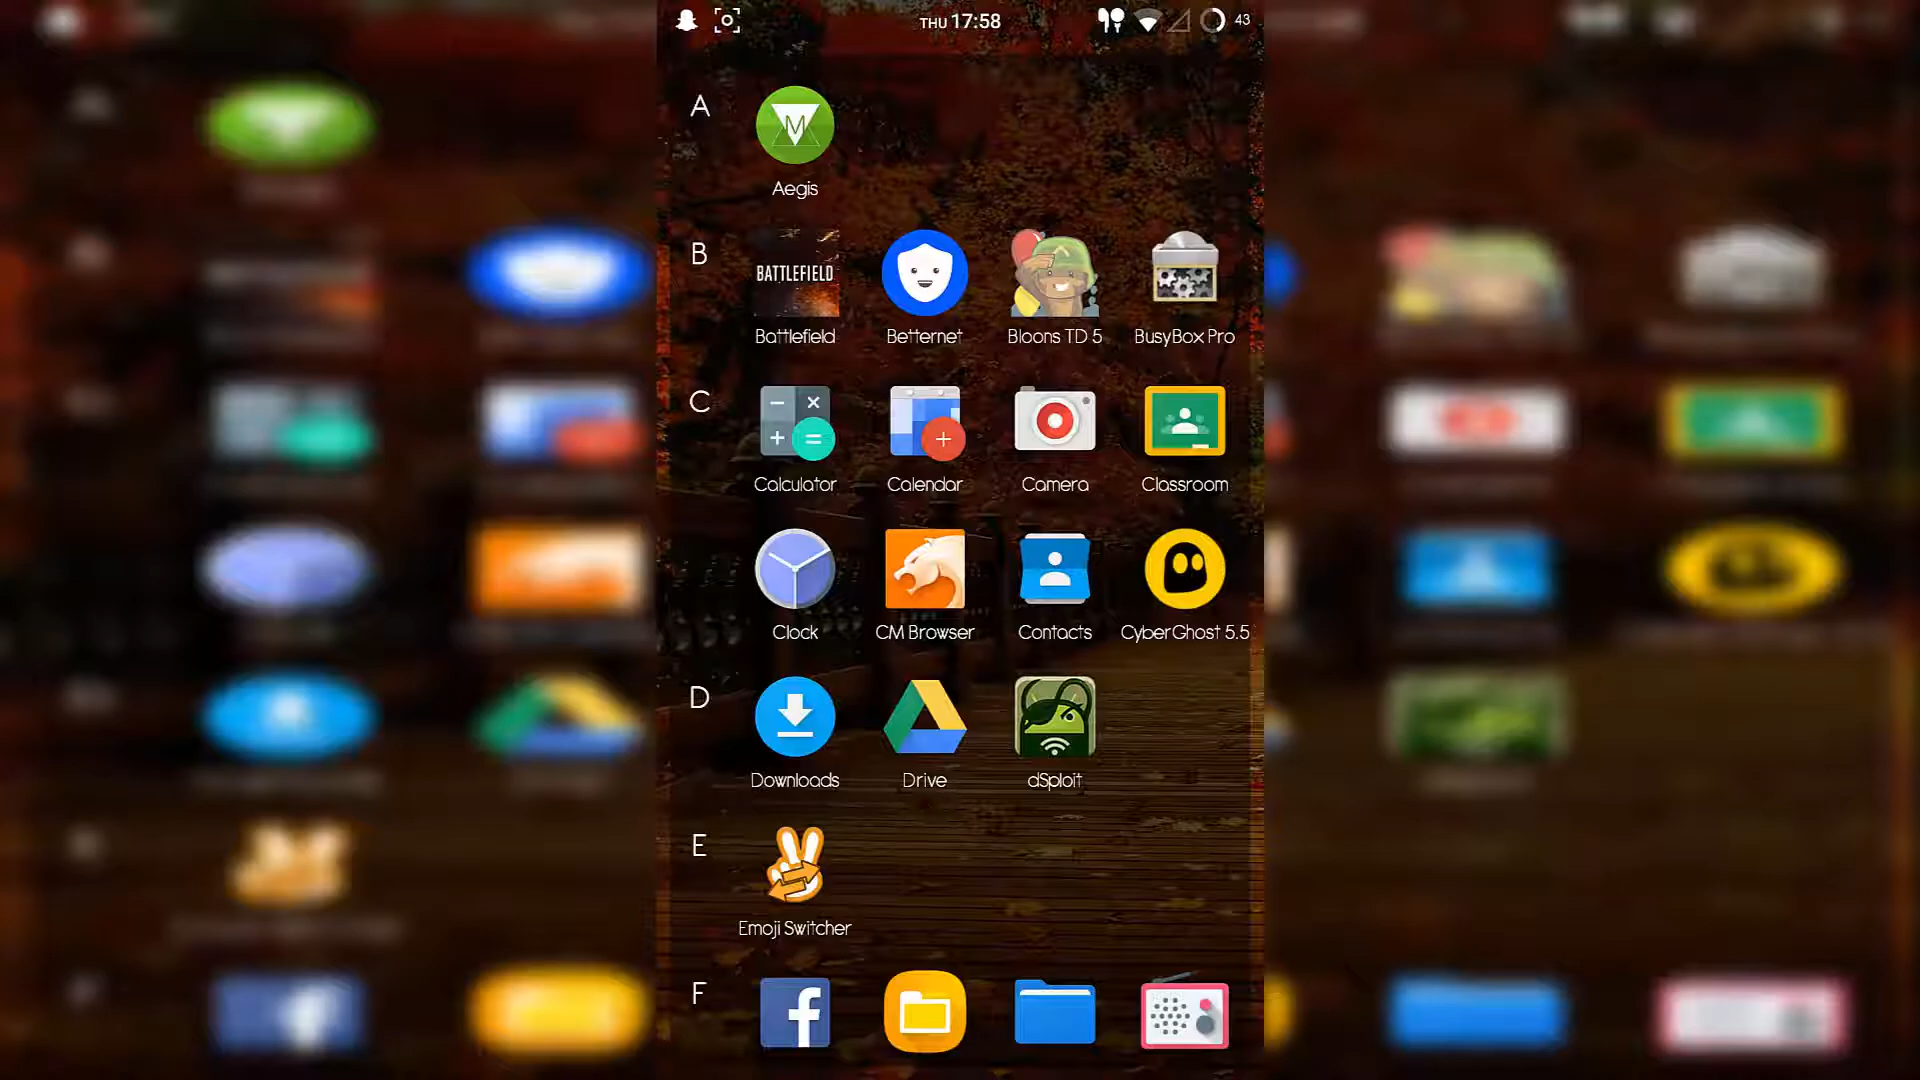 THU 17:58 43
A
Aegis
B
BATTLEFIELD
Battlefield Betternet Bloons TD 5 BusyBox Pro
C
Calculator Calendar Camera Classroom
Clock CM Browser Contacts CyberGhost 5.5
D
Downloads Drive dSploit
E
Emoji Switcher
F